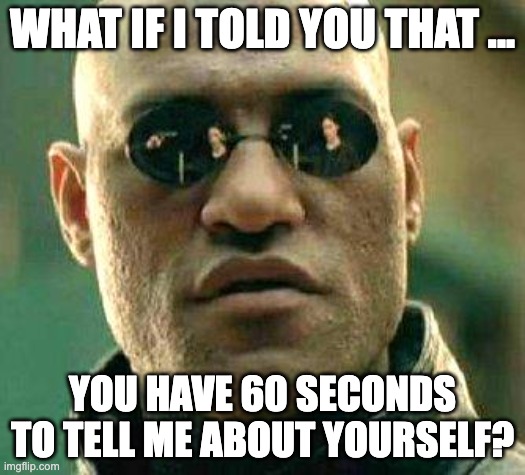 WHAT IF I TOLD YOU THAT ...
YOU HAVE 60 SECONDS
TO TELL ME ABOUT YOURSELF?
imgflip.com